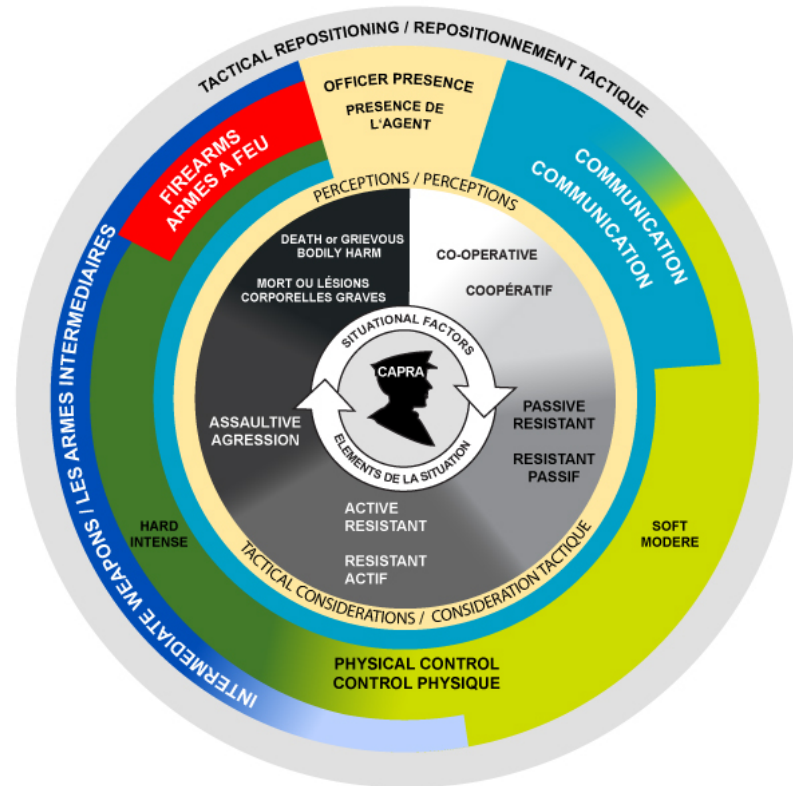 TACTICAL REPOSITIONING / REPOSITIONNEMENT TACTIQUE
OFFICER PRESENCE
PRESENCE DE
L'AGENT
COMMUNICATION
COMMUNICATION
FIREARMS
ARMES A FEU
INTERMEDIATE WEAPONS / LES ARMES INTERMEDIAIRES
PERCEPTIONS / PERCEPTIONS
DEATH or GRIEVOUS
BODILY HARM
MORT OU LÉSIONS
CORPORELLES GRAVES
CO-OPERATIVE
COOPÉRATIF
SITUATIONAL FACTORS
CAPRA
ELEMENTS DE LA SITUATION
ASSAULTIVE
AGRESSION
PASSIVE
RESISTANT
RESISTANT
PASSIF
ACTIVE
RESISTANT
RESISTANT
ACTIF
HARD
INTENSE
SOFT
MODERE
TACTICAL CONSIDERATIONS / CONSIDERATION TACTIQUE
PHYSICAL CONTROL
CONTROL PHYSIQUE